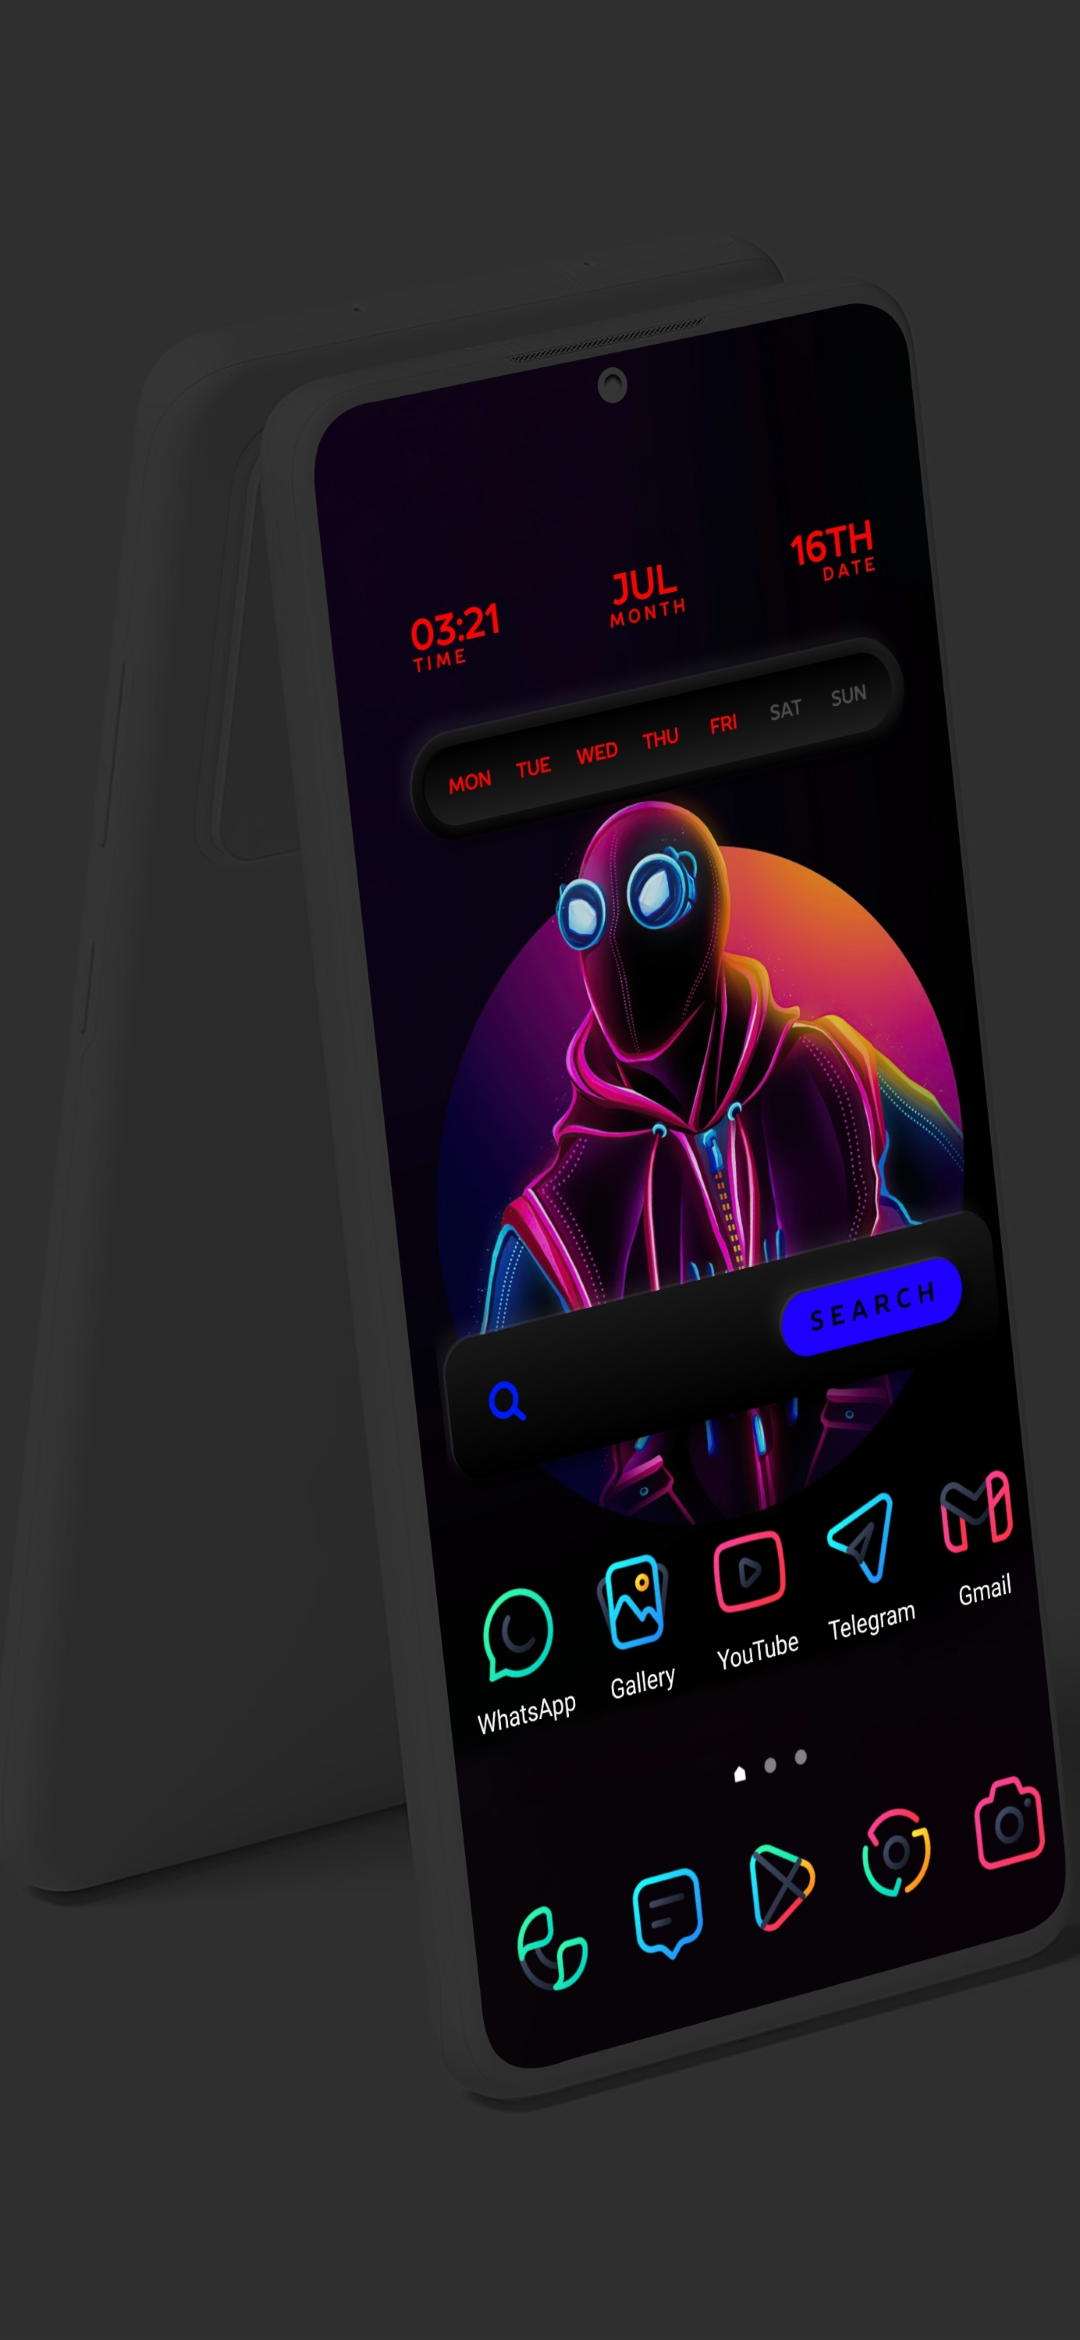 03:21
TIME
JUL
MONTH
16TH
DATE
MON TUE WED THU FRI SAT SUN
SEARCH
WhatsApp Gallery YouTube Telegram Gmail